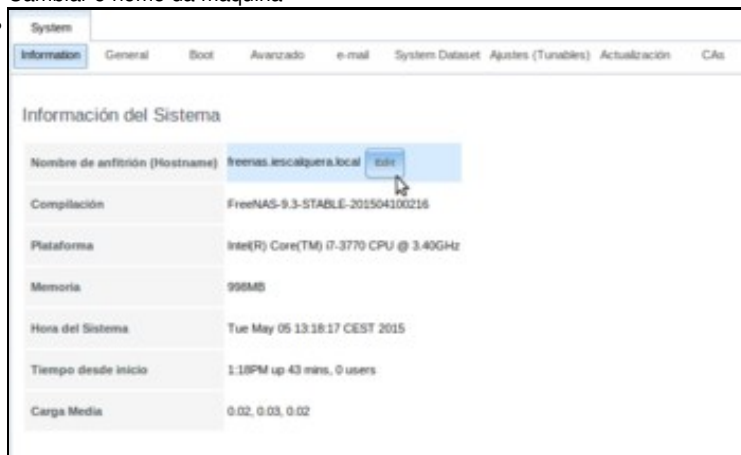 Cambiar o nome da máquina
System
Information General Boot Avanzado e-mail System Dataset Ajustes (Tunables) Actualización CAs
Información del Sistema
Nombre de anfitrión (Hostname) freenas.iescalquera.local Edit
Compilación FreeNAS-9.3-STABLE-201504100216
Plataforma Intel(R) Core(TM) i7-3770 CPU @ 3.40GHz
Memoria 998MB
Hora del Sistema Tue May 05 13:18:17 CEST 2015
Tiempo desde inicio 1:18PM up 43 mins, 0 users
Carga Media 0.02, 0.03, 0.02